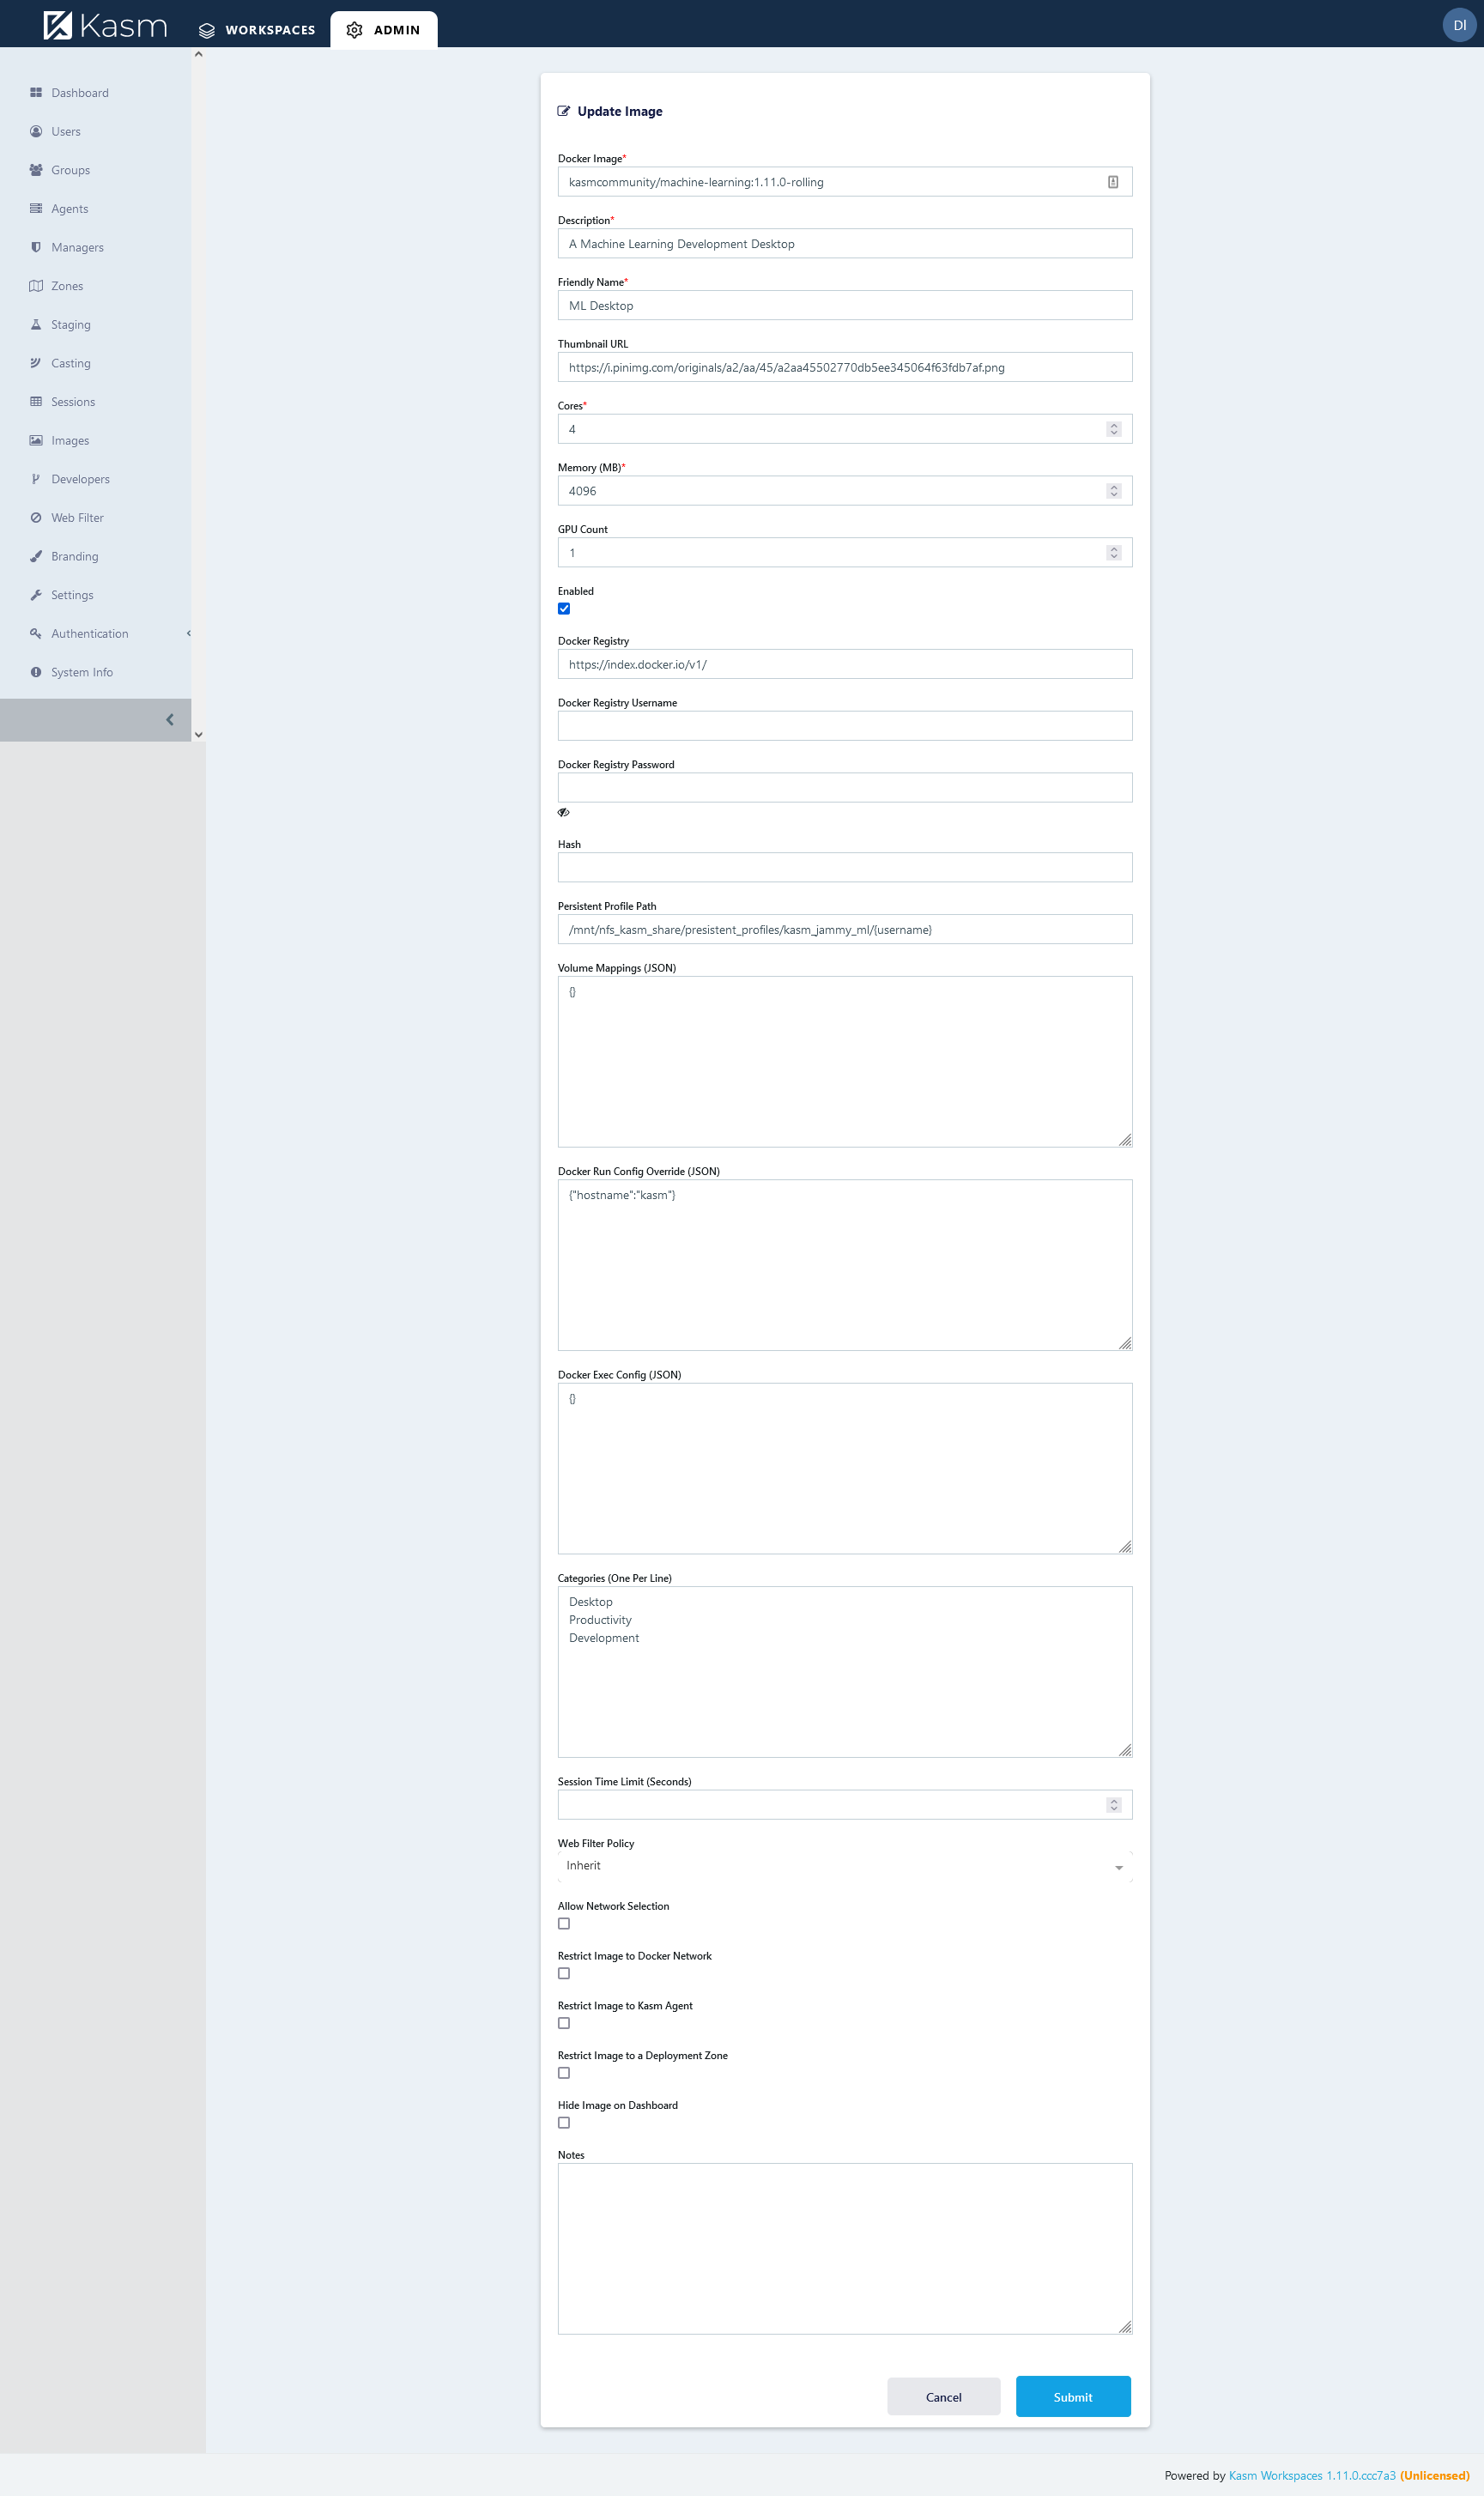 Kasm
WORKSPACES
ADMIN
DI
Dashboard
Users
Groups
Agents
Managers
Zones
Staging
Casting
Sessions
Images
Developers
Web Filter
Branding
Settings
Authentication
System Info
Update Image
Docker Image*
kasmcommunity/machine-learning:1.11.0-rolling
Description*
A Machine Learning Development Desktop
Friendly Name*
ML Desktop
Thumbnail URL
https://i.pinimg.com/originals/a2/aa/45/a2aa45502770db5ee345064f63fdb7af.png
Cores*
4
Memory (MB)*
4096
GPU Count
1
Enabled
Docker Registry
https://index.docker.io/v1/
Docker Registry Username
Docker Registry Password
Hash
Persistent Profile Path
/mnt/nfs_kasm_share/presistent_profiles/kasm_jammy_ml/{username}
Volume Mappings (JSON)
{}
Docker Run Config Override (JSON)
{"hostname":"kasm"}
Docker Exec Config (JSON)
{}
Categories (One Per Line)
Desktop
Productivity
Development
Session Time Limit (Seconds)
Web Filter Policy
Inherit
Allow Network Selection
Restrict Image to Docker Network
Restrict Image to Kasm Agent
Restrict Image to a Deployment Zone
Hide Image on Dashboard
Notes
Cancel
Submit
Powered by Kasm Workspaces 1.11.0.ccc7a3 (Unlicensed)